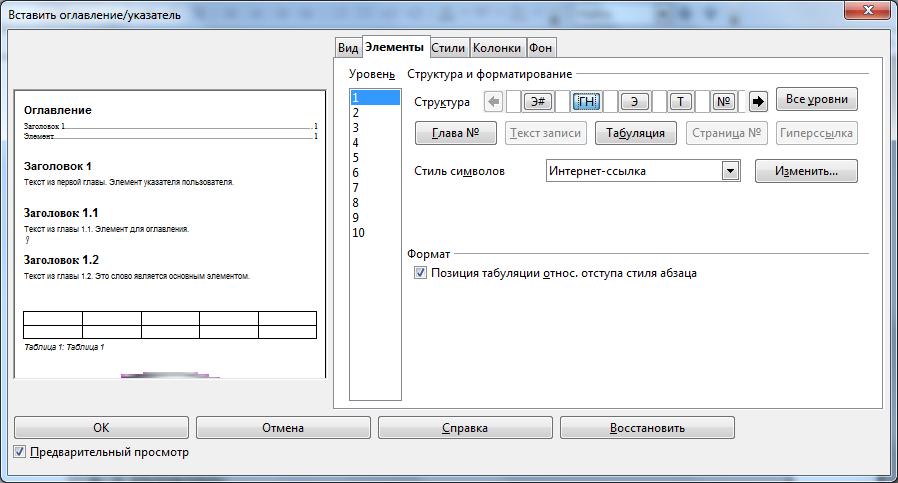 Вставить оглавление/указатель
Вид Элементы Стили Колонки Фон
Уровень
1
2
3
4
5
6
7
8
9
10
Структура и форматирование
Структура Э# ГН Э Т № Все уровни
Глава № Текст записи Табуляция Страница № Гиперссылка
Стиль символов Интернет-ссылка Изменить...
Формат
Позиция табуляции относ. отступа стиля абзаца
Оглавление
Заголовок 1 1
Элемент 1
Заголовок 1
Текст из первой главы. Элемент указателя пользователя.
Заголовок 1.1
Текст из главы 1.1. Элемент для оглавления.
Заголовок 1.2
Текст из главы 1.2. Это слово является основным элементом.
Таблица 1: Таблица 1
OK Отмена Справка Восстановить
Предварительный просмотр